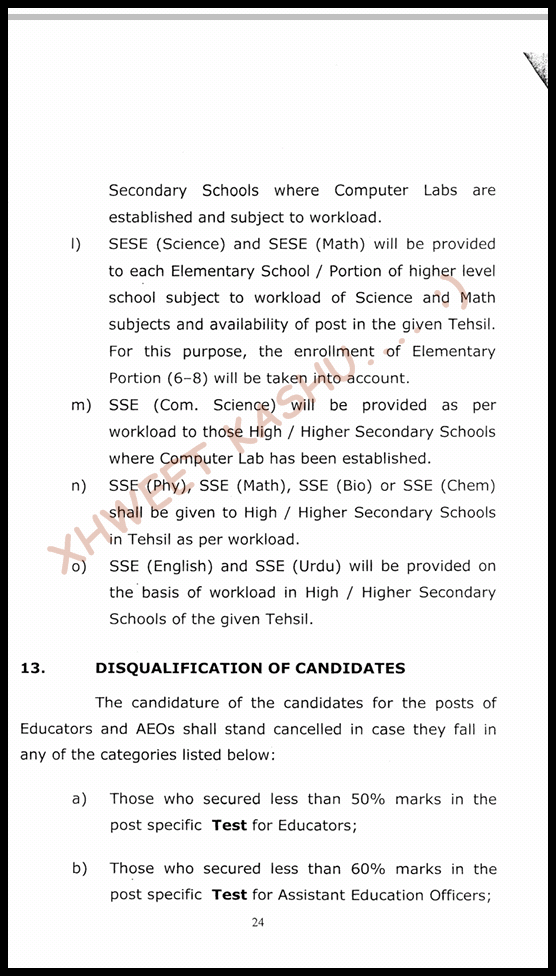 Secondary Schools where Computer Labs are
established and subject to workload.
l) SESE (Science) and SESE (Math) will be provided
to each Elementary School / Portion of higher level
school subject to workload of Science and Math
subjects and availability of post in the given Tehsil.
For this purpose, the enrollment of Elementary
Portion (6–8) will be taken into account.
m) SSE (Com. Science) will be provided as per
workload to those High / Higher Secondary Schools
where Computer Lab has been established.
n) SSE (Phy), SSE (Math), SSE (Bio) or SSE (Chem)
shall be given to High / Higher Secondary Schools
in Tehsil as per workload.
o) SSE (English) and SSE (Urdu) will be provided on
the basis of workload in High / Higher Secondary
Schools of the given Tehsil.
13. DISQUALIFICATION OF CANDIDATES
The candidature of the candidates for the posts of
Educators and AEOs shall stand cancelled in case they fall in
any of the categories listed below:
a) Those who secured less than 50% marks in the
post specific Test for Educators;
b) Those who secured less than 60% marks in the
post specific Test for Assistant Education Officers;
24
XHWEET KASHU.... :)